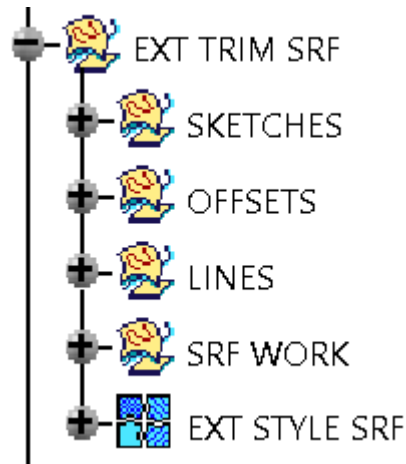 EXT TRIM SRF
SKETCHES
OFFSETS
LINES
SRF WORK
EXT STYLE SRF